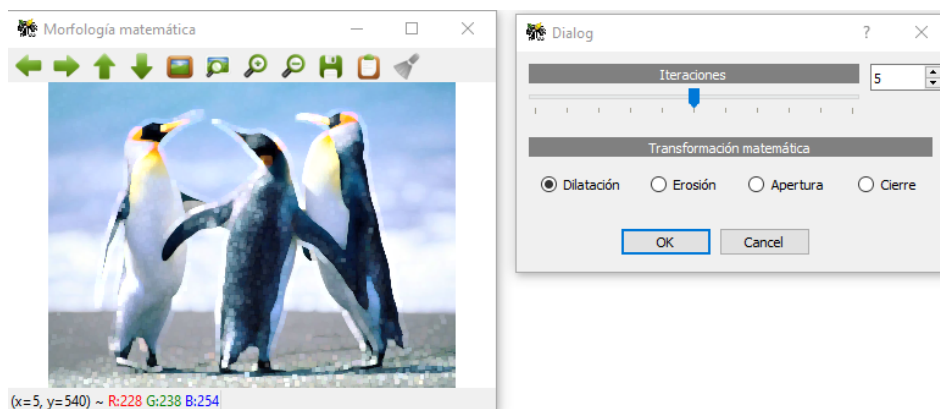 Morfología matemática
(x=5, y=540) ~ R:228 G:238 B:254
Dialog
?
Iteraciones
5
Transformación matemática
Dilatación Erosión Apertura Cierre
OK Cancel